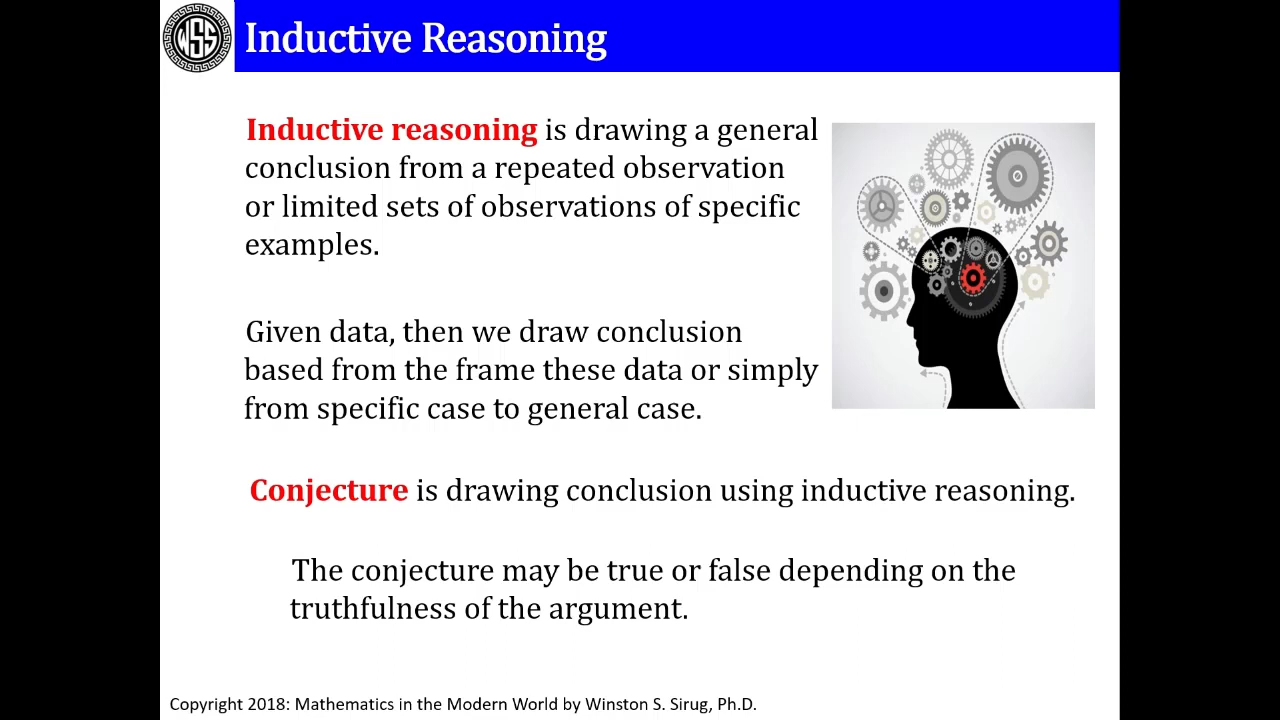 WSS
Inductive Reasoning
Inductive reasoning is drawing a general
conclusion from a repeated observation
or limited sets of observations of specific
examples.
Given data, then we draw conclusion
based from the frame these data or simply
from specific case to general case.
Conjecture is drawing conclusion using inductive reasoning.
The conjecture may be true or false depending on the
truthfulness of the argument.
Copyright 2018: Mathematics in the Modern World by Winston S. Sirug, Ph.D.